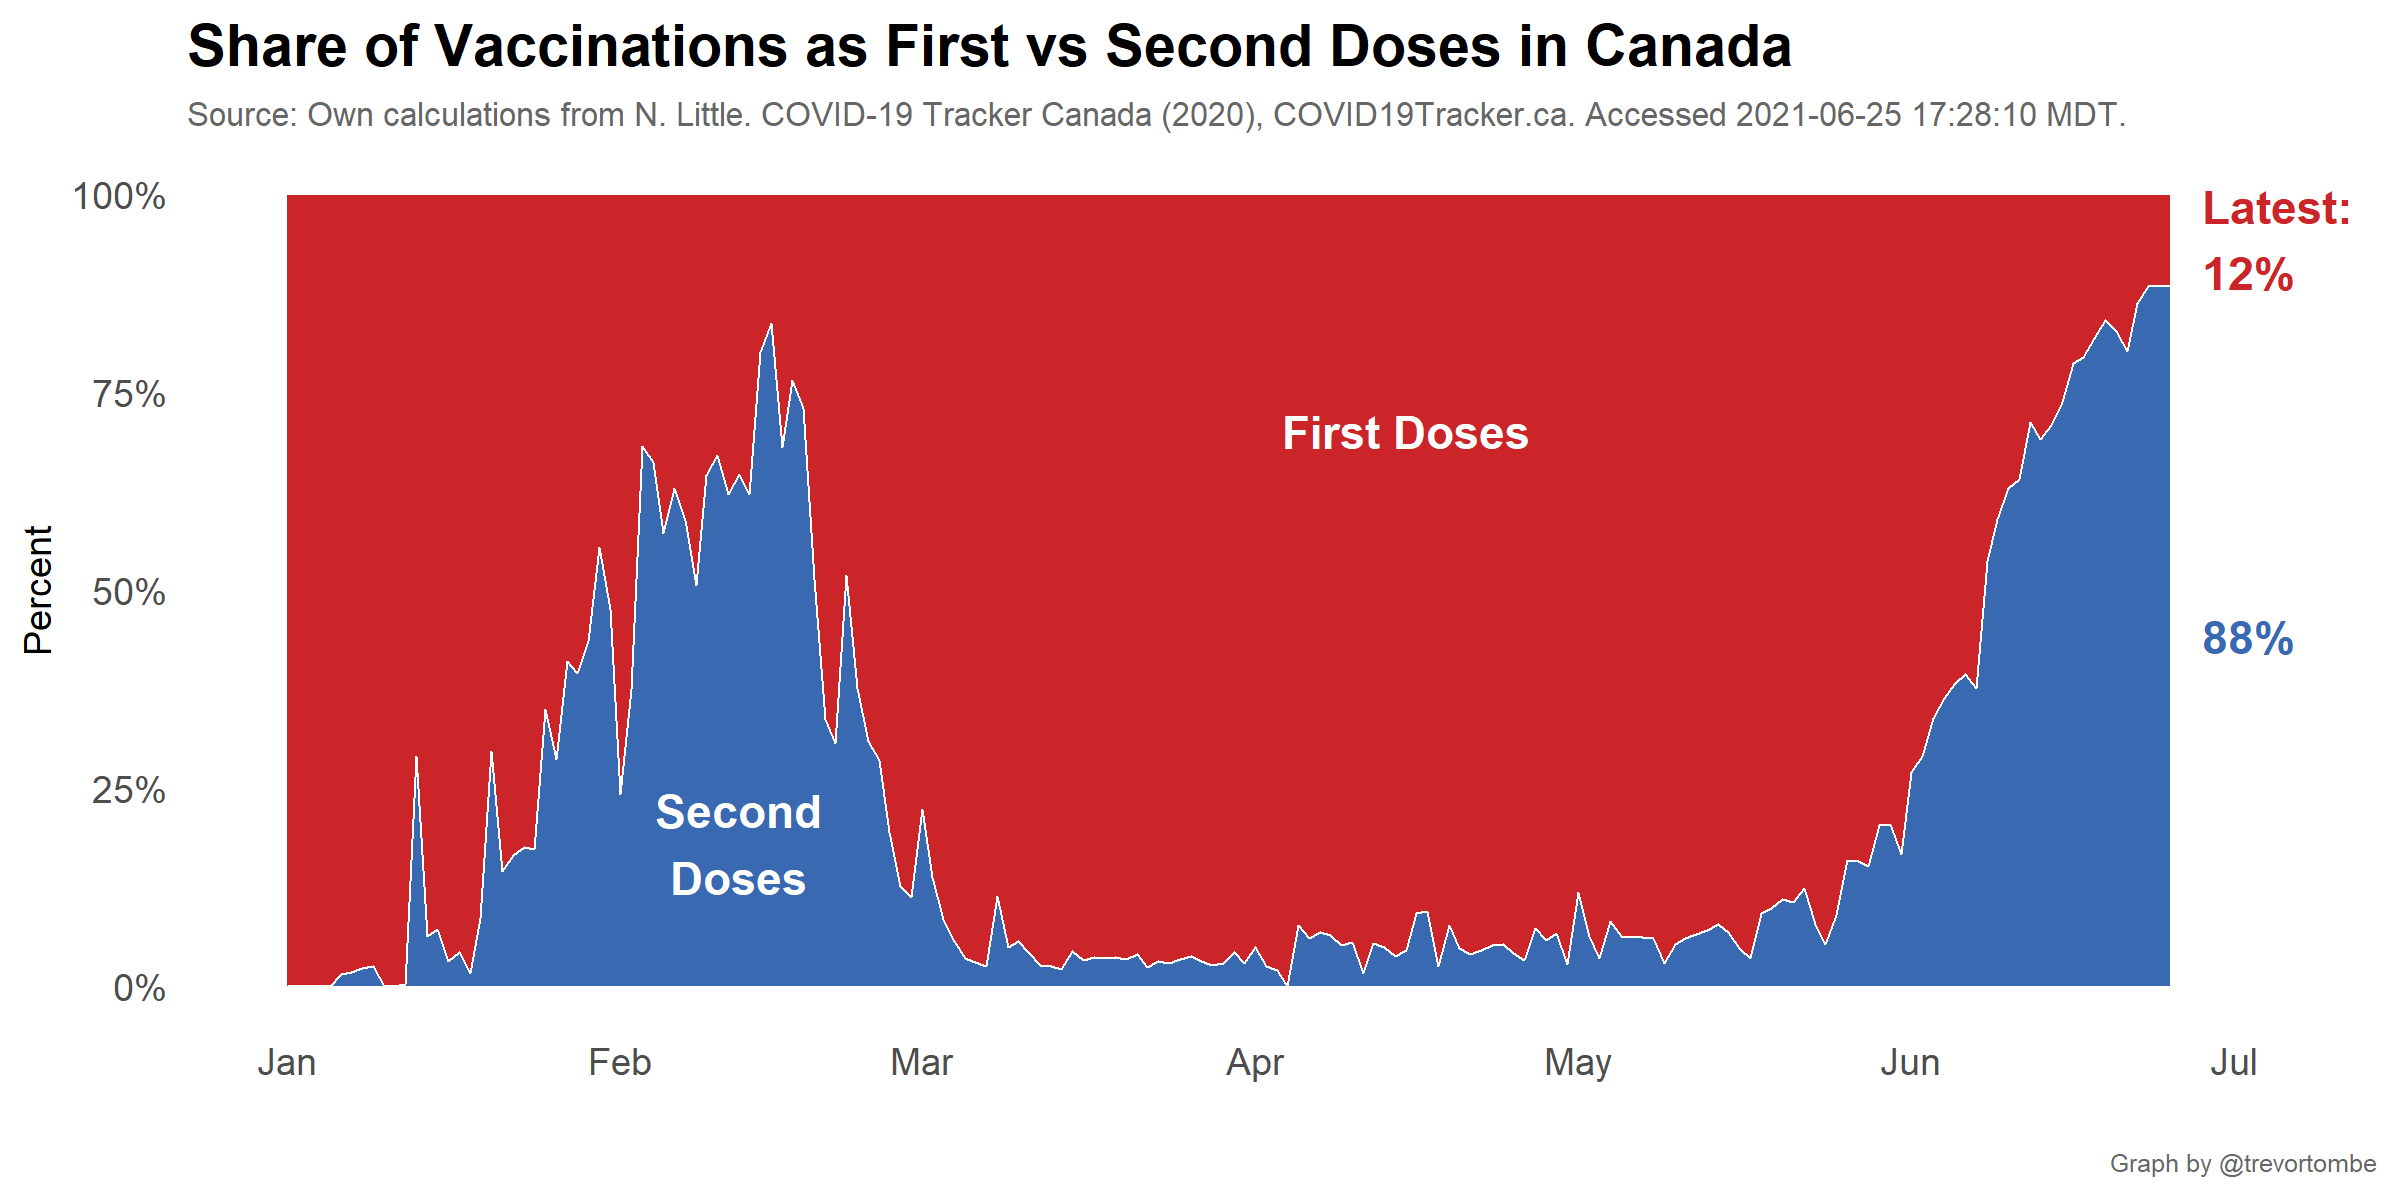 Share of Vaccinations as First vs Second Doses in Canada
Source: Own calculations from N. Little. COVID-19 Tracker Canada (2020), COVID19Tracker.ca. Accessed 2021-06-25 17:28:10 MDT.
Percent
100%
75%
50%
25%
0%
First Doses
Second
Doses
Latest:
12%
88%
Jan
Feb
Mar
Apr
May
Jun
Jul
Graph by @trevortombe